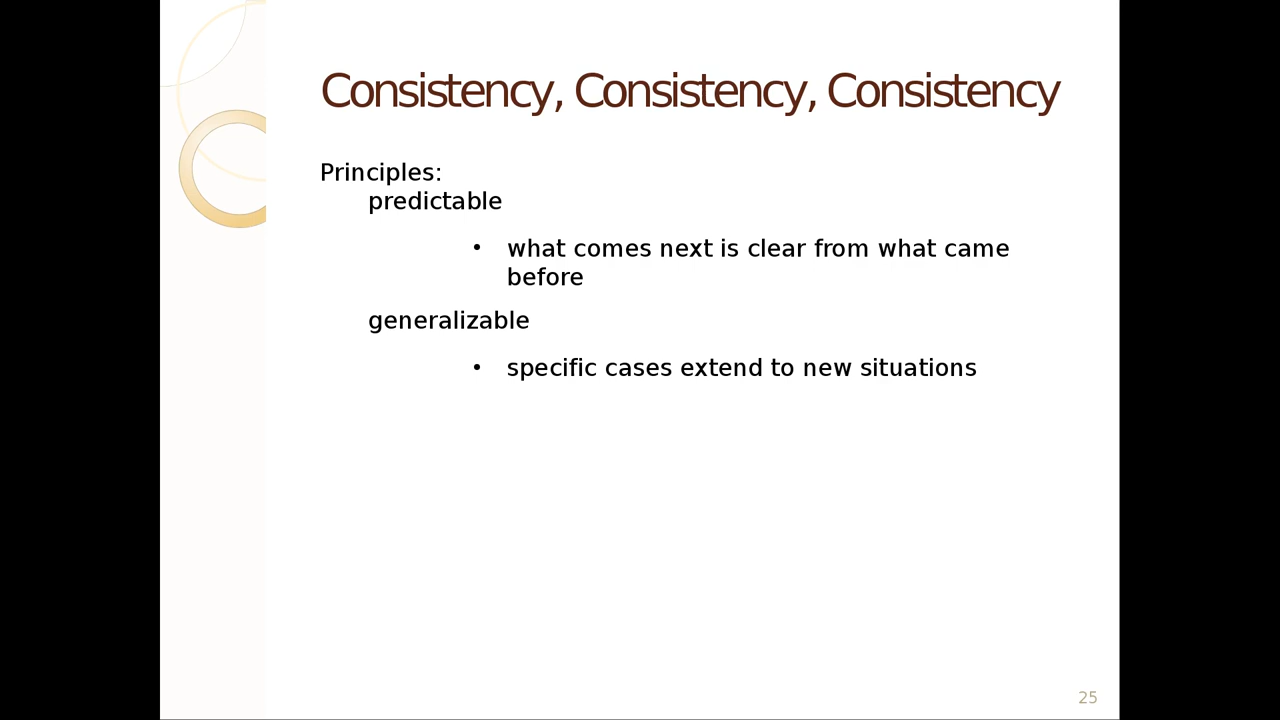 Consistency, Consistency, Consistency
Principles:
predictable
• what comes next is clear from what came
before
generalizable
• specific cases extend to new situations
25